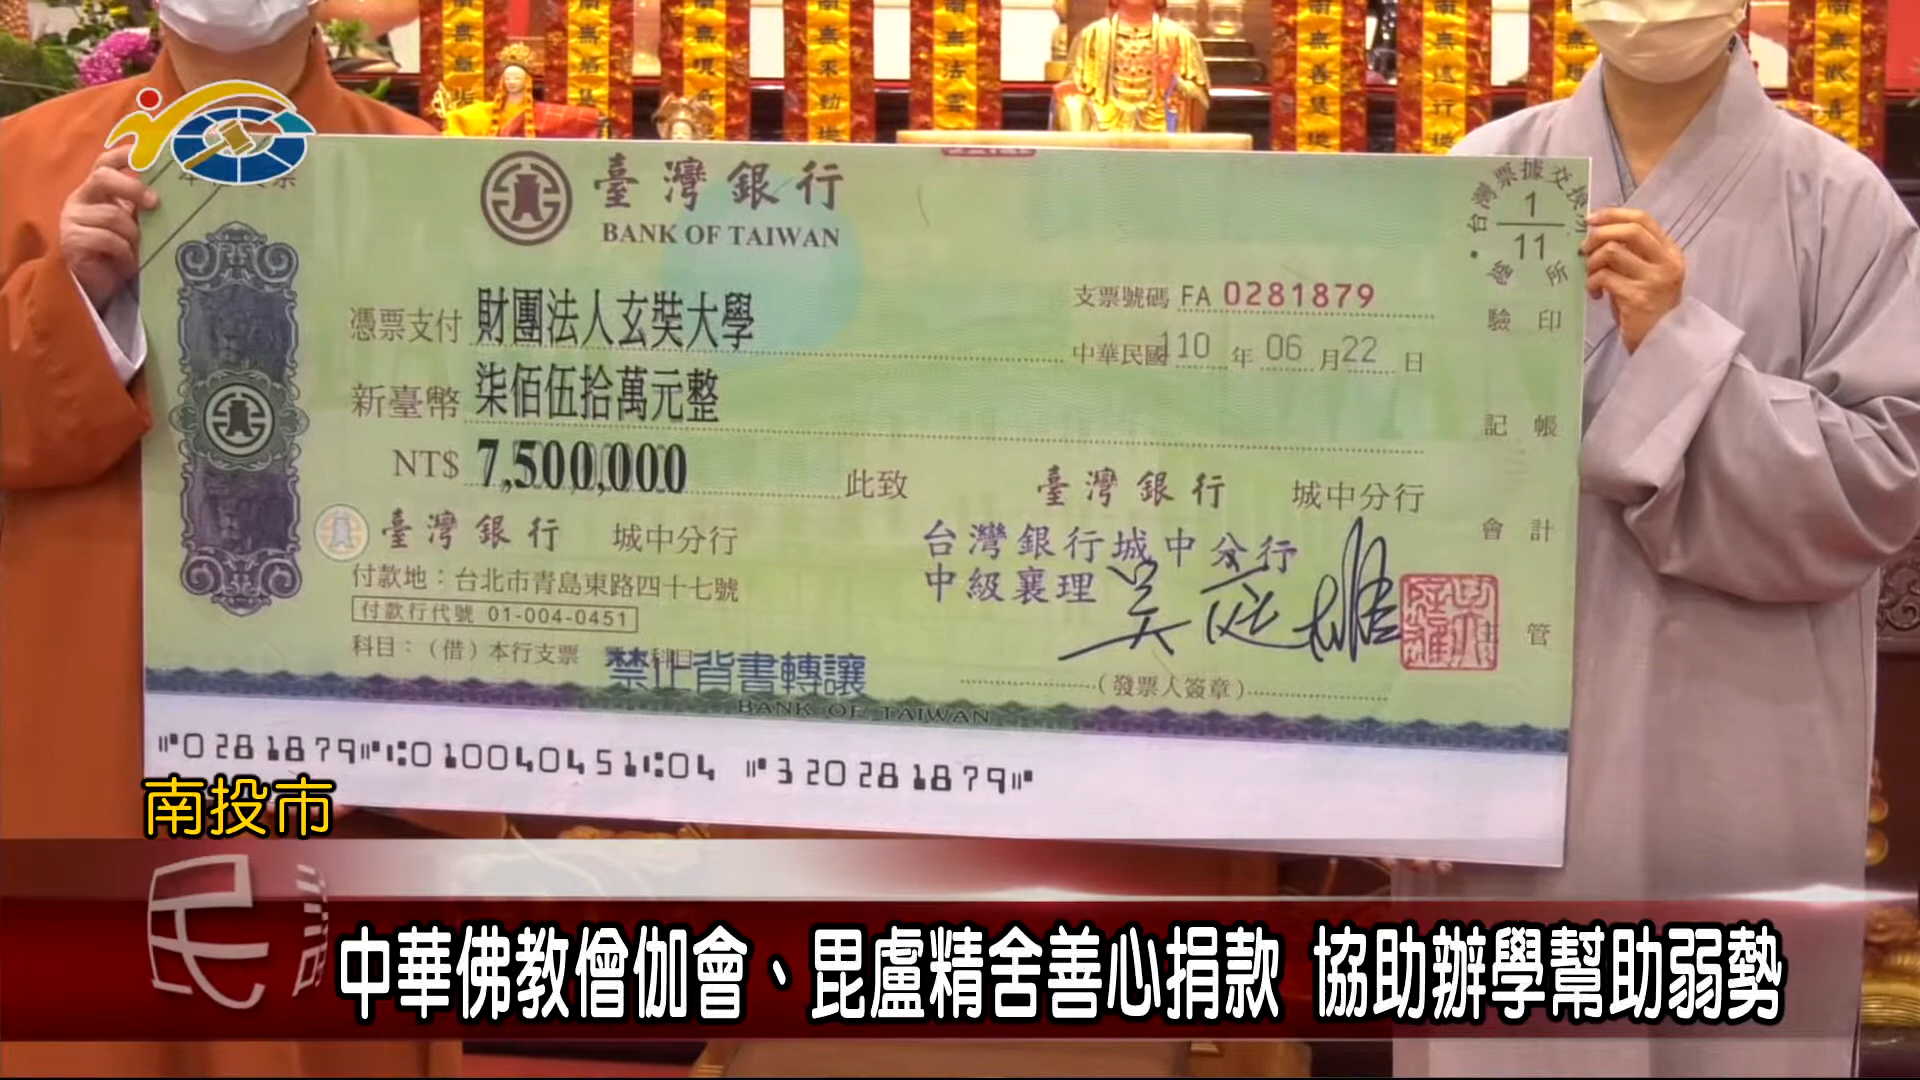 臺灣銀行
BANK OF TAIWAN
台灣票據交換所
1
11
憑票支付 財團法人玄奘大學
支票號碼 FA 0281879
中華民國 110 年 06 月 22 日
新臺幣 柒佰伍拾萬元整
NT$ 7,500,000
此致 臺灣銀行 城中分行
驗印
記帳
會計
主管
臺灣銀行 城中分行
台灣銀行城中分行
中級襄理
付款地：台北市青島東路四十七號
付款行代號 01-004-0451
科目：（借）本行支票
禁止背書轉讓
（發票人簽章）
BANK OF TAIWAN
⑈0281879⑈⑆010040451⑆04 ⑈320281879⑈
南投市
民
中華佛教僧伽會、毘盧精舍善心捐款 協助辦學幫助弱勢